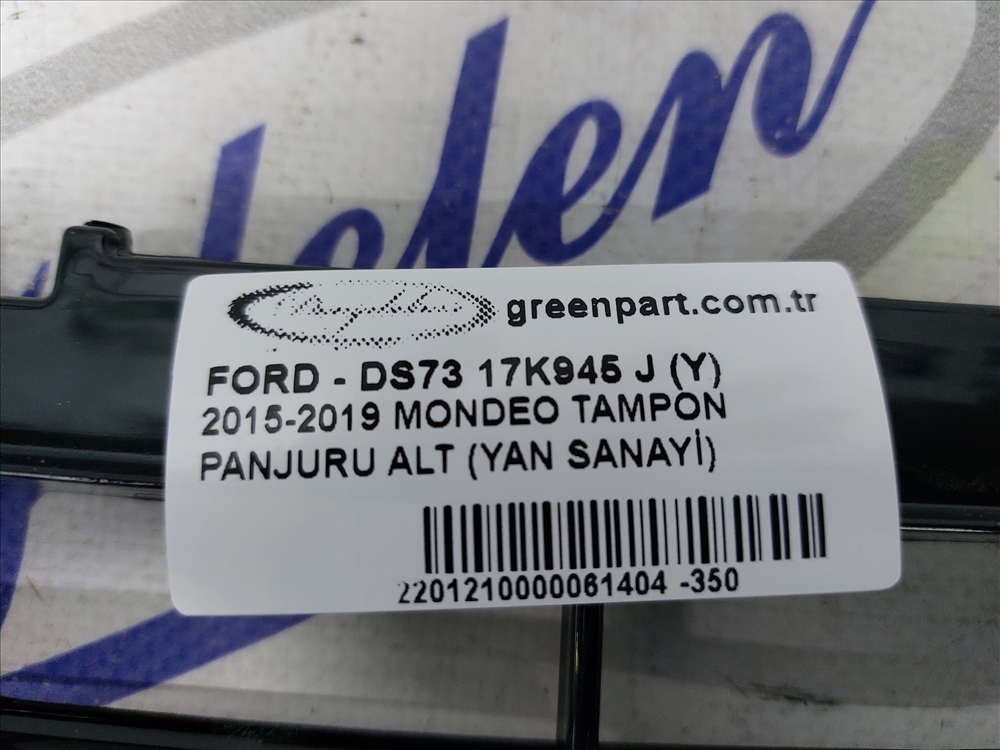 greenpart.com.tr
FORD - DS73 17K945 J (Y)
2015-2019 MONDEO TAMPON
PANJURU ALT (YAN SANAYİ)
2201210000061404 -350